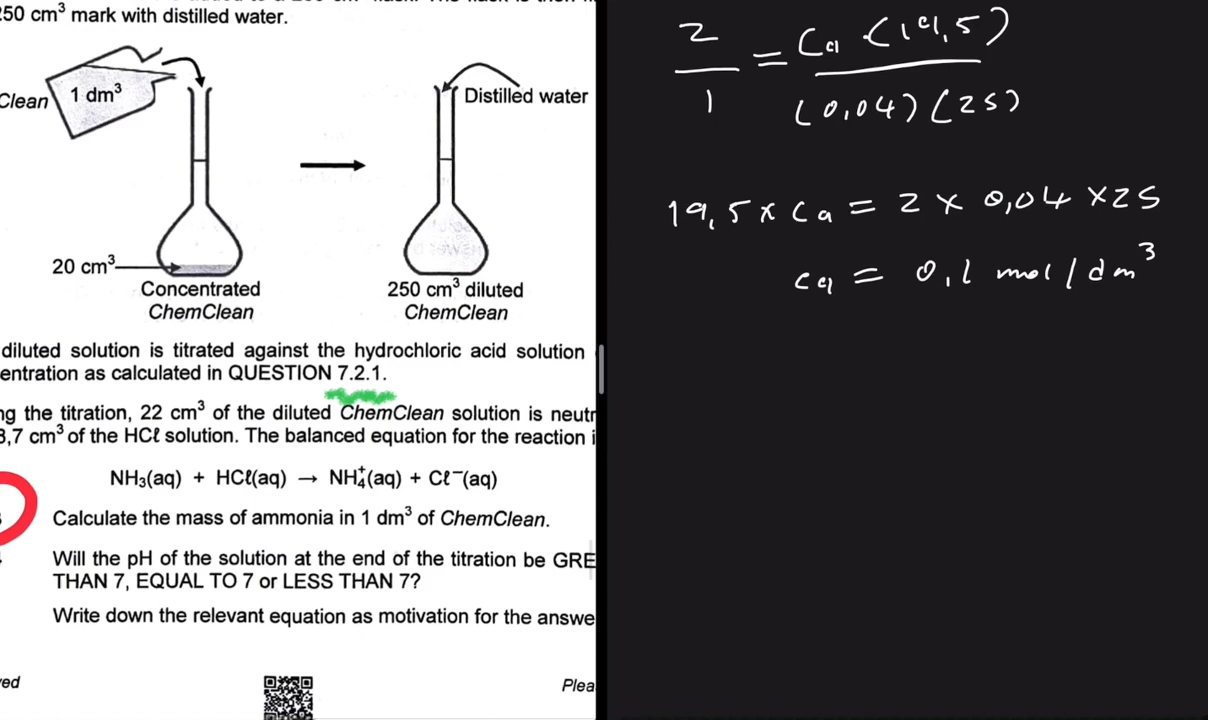 250 cm³ mark with distilled water.
Clean
1 dm³
Distilled water
20 cm³
Concentrated
ChemClean
250 cm³ diluted
ChemClean
diluted solution is titrated against the hydrochloric acid solution
entration as calculated in QUESTION 7.2.1.
ng the titration, 22 cm³ of the diluted ChemClean solution is neutr
8,7 cm³ of the HCℓ solution. The balanced equation for the reaction i
NH₃(aq) + HCℓ(aq) → NH₄⁺(aq) + Cℓ⁻(aq)
Calculate the mass of ammonia in 1 dm³ of ChemClean.
Will the pH of the solution at the end of the titration be GRE
THAN 7, EQUAL TO 7 or LESS THAN 7?
Write down the relevant equation as motivation for the answe
ved
Plea
2/1 = Ca (19,5) / (0,04)(25)
19,5 x Ca = 2 x 0,04 x 25
Ca = 0,1 mol/dm³